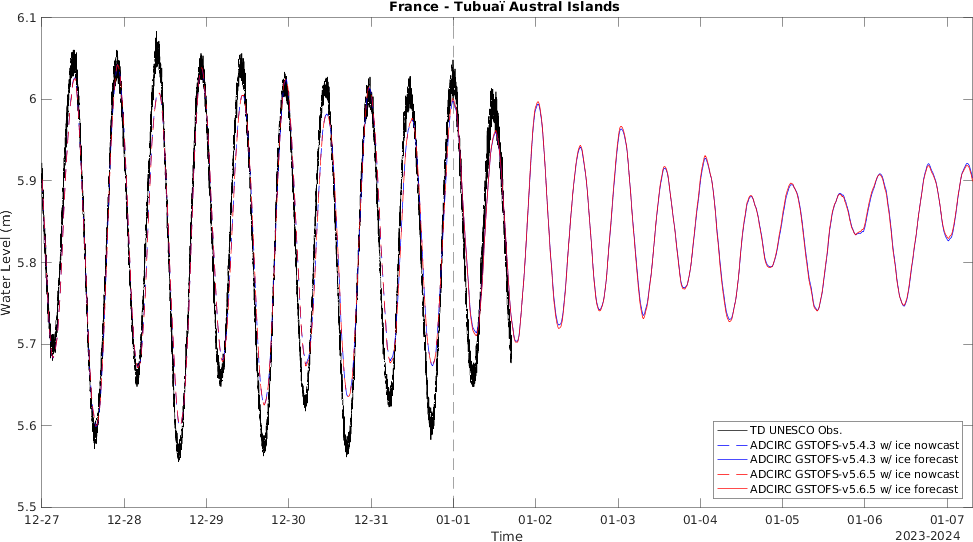 France - Tubuaï Austral Islands
6.1
6
5.9
5.8
5.7
5.6
5.5
Water Level (m)
TD UNESCO Obs.
ADCIRC GSTOFS-v5.4.3 w/ ice nowcast
ADCIRC GSTOFS-v5.4.3 w/ ice forecast
ADCIRC GSTOFS-v5.6.5 w/ ice nowcast
ADCIRC GSTOFS-v5.6.5 w/ ice forecast
12-27 12-28 12-29 12-30 12-31 01-01 01-02 01-03 01-04 01-05 01-06 01-07
Time
2023-2024